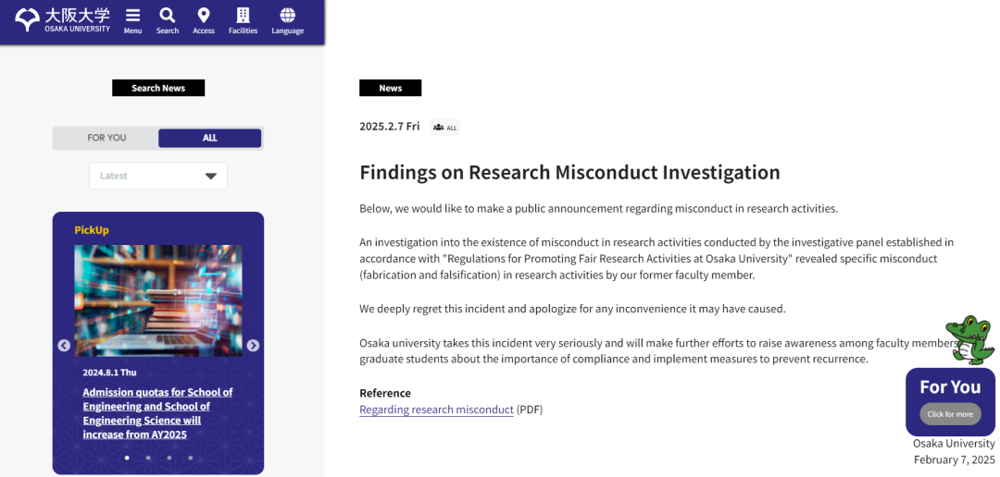 大阪大学
OSAKA UNIVERSITY
Menu
Search
Access
Facilities
Language
Search News
FOR YOU
ALL
Latest
PickUp
2024.8.1 Thu
Admission quotas for School of
Engineering and School of
Engineering Science will
increase from AY2025
News
2025.2.7 Fri
ALL
Findings on Research Misconduct Investigation
Below, we would like to make a public announcement regarding misconduct in research activities.
An investigation into the existence of misconduct in research activities conducted by the investigative panel established in
accordance with "Regulations for Promoting Fair Research Activities at Osaka University" revealed specific misconduct
(fabrication and falsification) in research activities by our former faculty member.
We deeply regret this incident and apologize for any inconvenience it may have caused.
Osaka university takes this incident very seriously and will make further efforts to raise awareness among faculty members
graduate students about the importance of compliance and implement measures to prevent recurrence.
Reference
Regarding research misconduct (PDF)
For You
Click for more
Osaka University
February 7, 2025